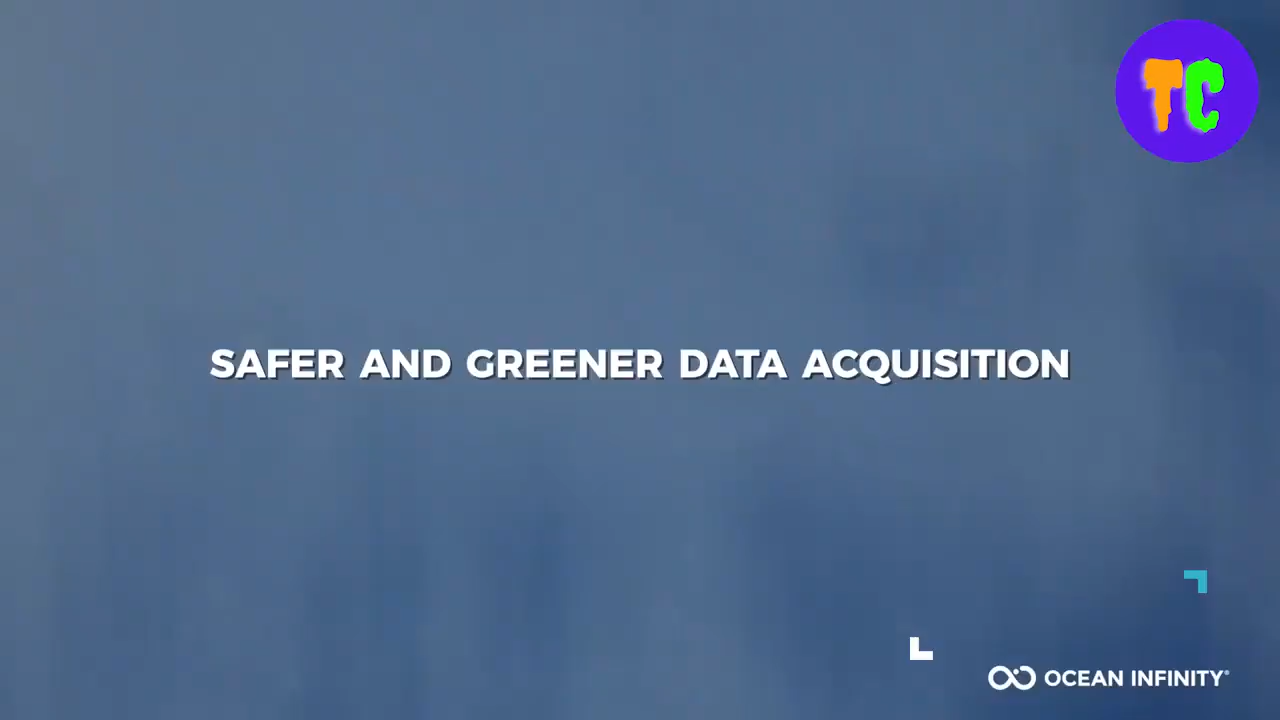 TC
SAFER AND GREENER DATA ACQUISITION
OCEAN INFINITY®